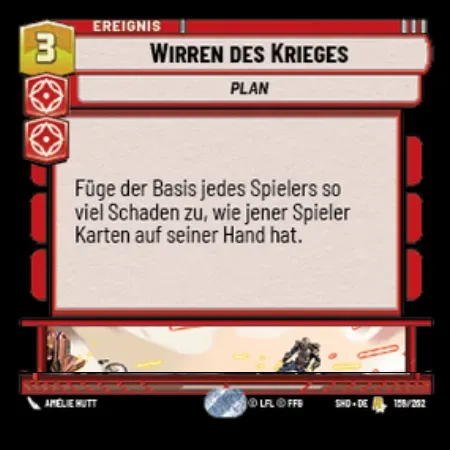 EREIGNIS
3
WIRREN DES KRIEGES
PLAN
Füge der Basis jedes Spielers so
viel Schaden zu, wie jener Spieler
Karten auf seiner Hand hat.
AMÉLIE HUTT
© LFL © FFG
SHD • DE
/262